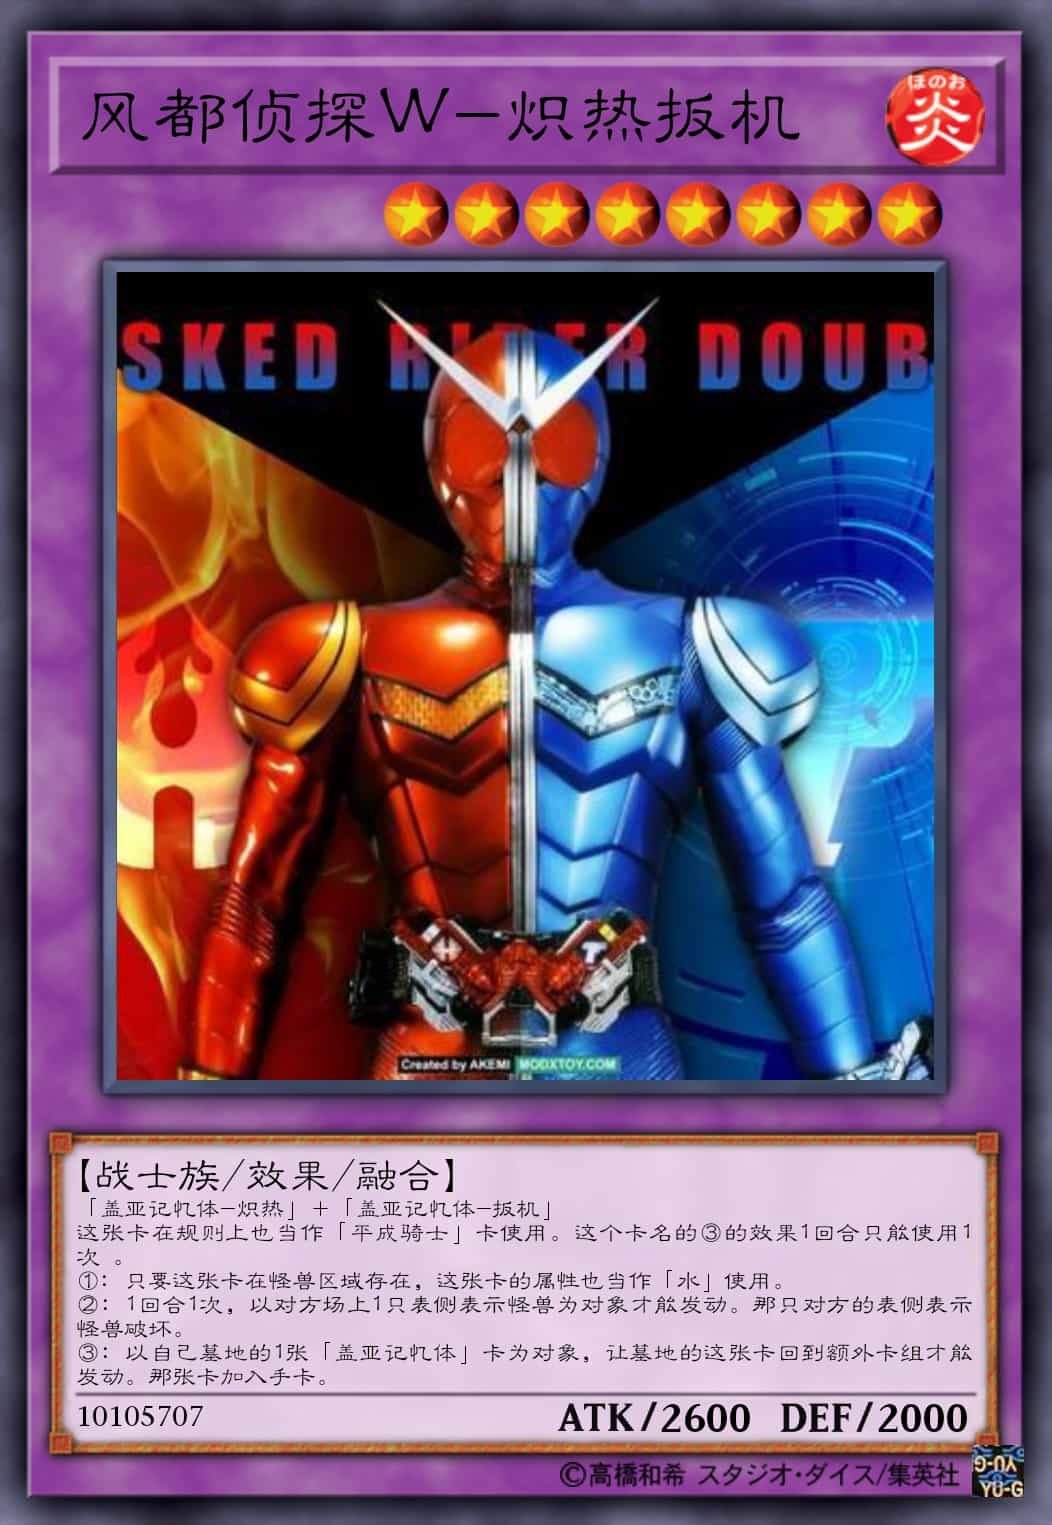 风都侦探W-炽热扳机
ほのお
炎
SKED RIDER DOUB
Created by AKEMI MODXTOY.COM
【战士族/效果/融合】
「盖亚记忆体-炽热」+「盖亚记忆体-扳机」
这张卡在规则上也当作「平成骑士」卡使用。这个卡名的③的效果1回合只能使用1
次 。
①：只要这张卡在怪兽区域存在，这张卡的属性也当作「水」使用。
②：1回合1次，以对方场上1只表侧表示怪兽为对象才能发动。那只对方的表侧表示
怪兽破坏。
③：以自己墓地的1张「盖亚记忆体」卡为对象，让墓地的这张卡回到额外卡组才能
发动。那张卡加入手卡。
10105707
ATK/2600 DEF/2000
©高橋和希 スタジオ・ダイス/集英社